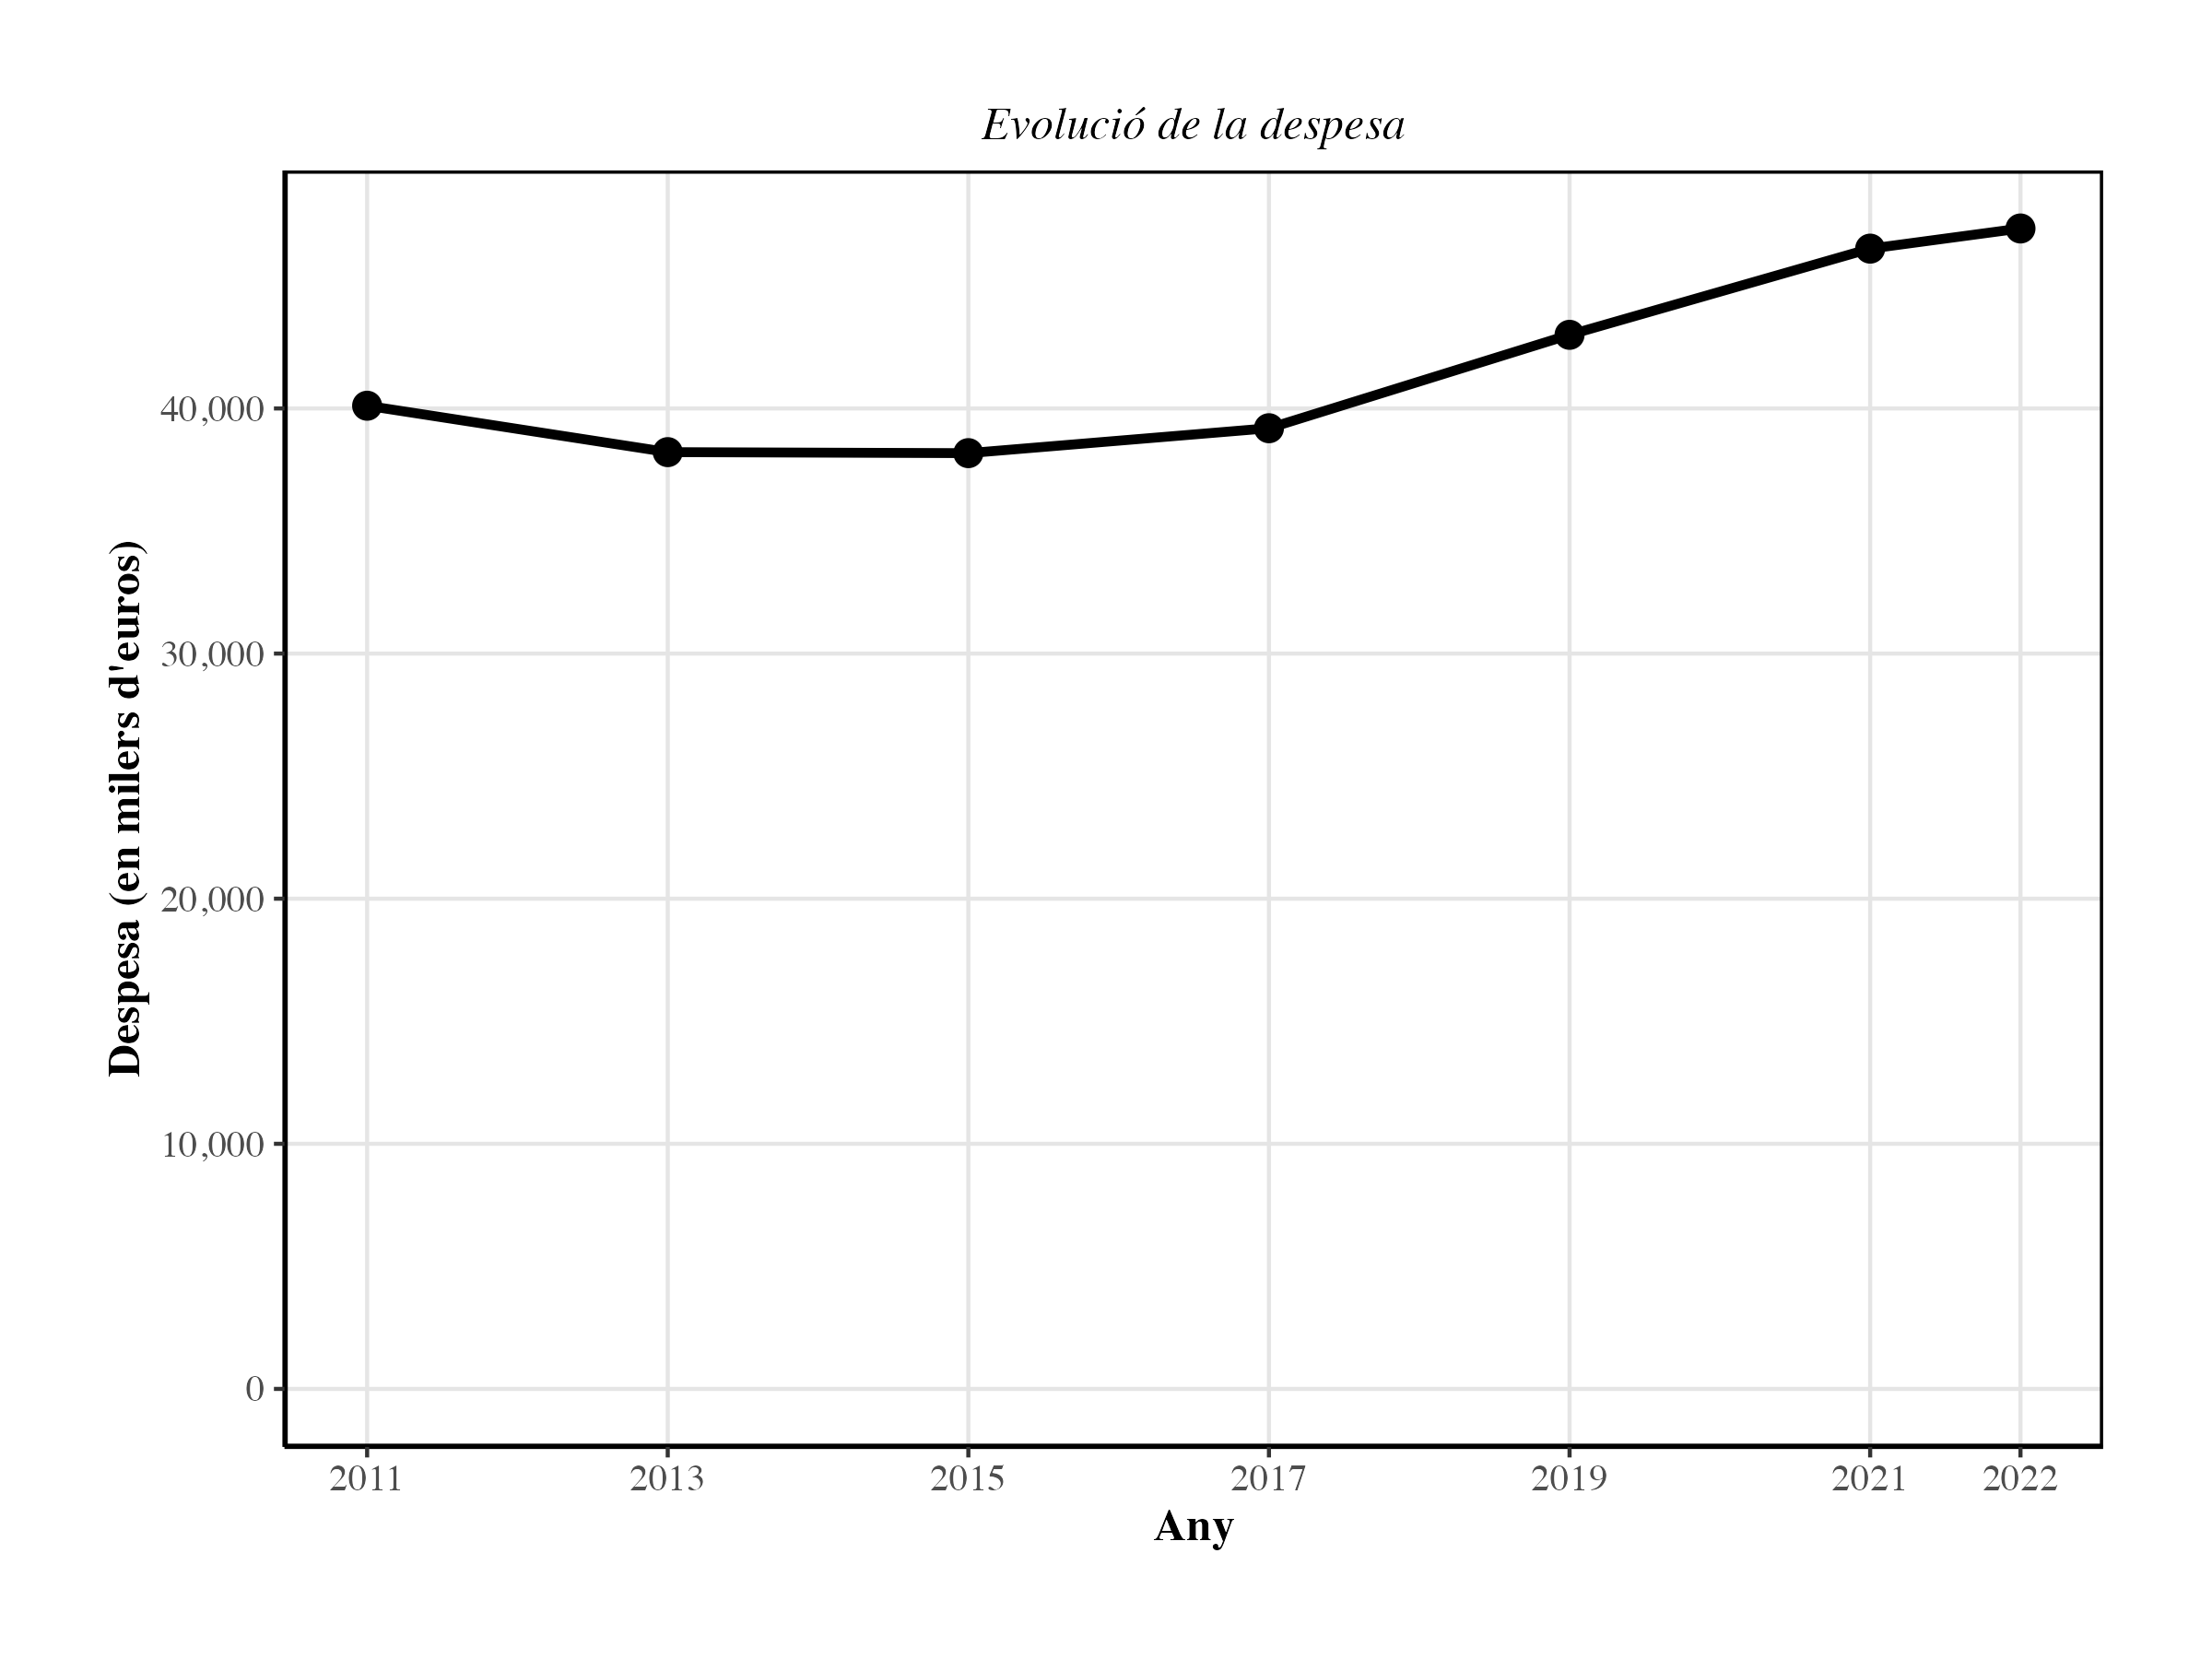 Evolució de la despesa
Despesa (en milers d'euros)
40,000
30,000
20,000
10,000
0
2011 2013 2015 2017 2019 2021 2022
Any